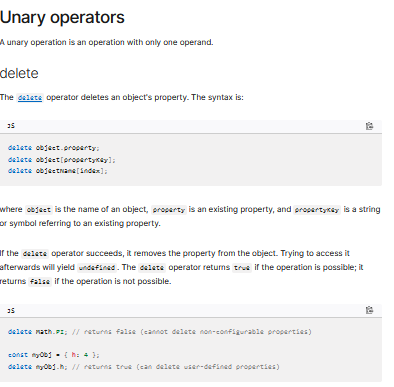 Unary operators
A unary operation is an operation with only one operand.
delete
The delete operator deletes an object's property. The syntax is:
JS
delete object.property;
delete object[propertyKey];
delete objectName[index];
where object is the name of an object, property is an existing property, and propertyKey is a string
or symbol referring to an existing property.
If the delete operator succeeds, it removes the property from the object. Trying to access it
afterwards will yield undefined. The delete operator returns true if the operation is possible; it
returns false if the operation is not possible.
JS
delete Math.PI; // returns false (cannot delete non-configurable properties)
const myObj = { h: 4 };
delete myObj.h; // returns true (can delete user-defined properties)